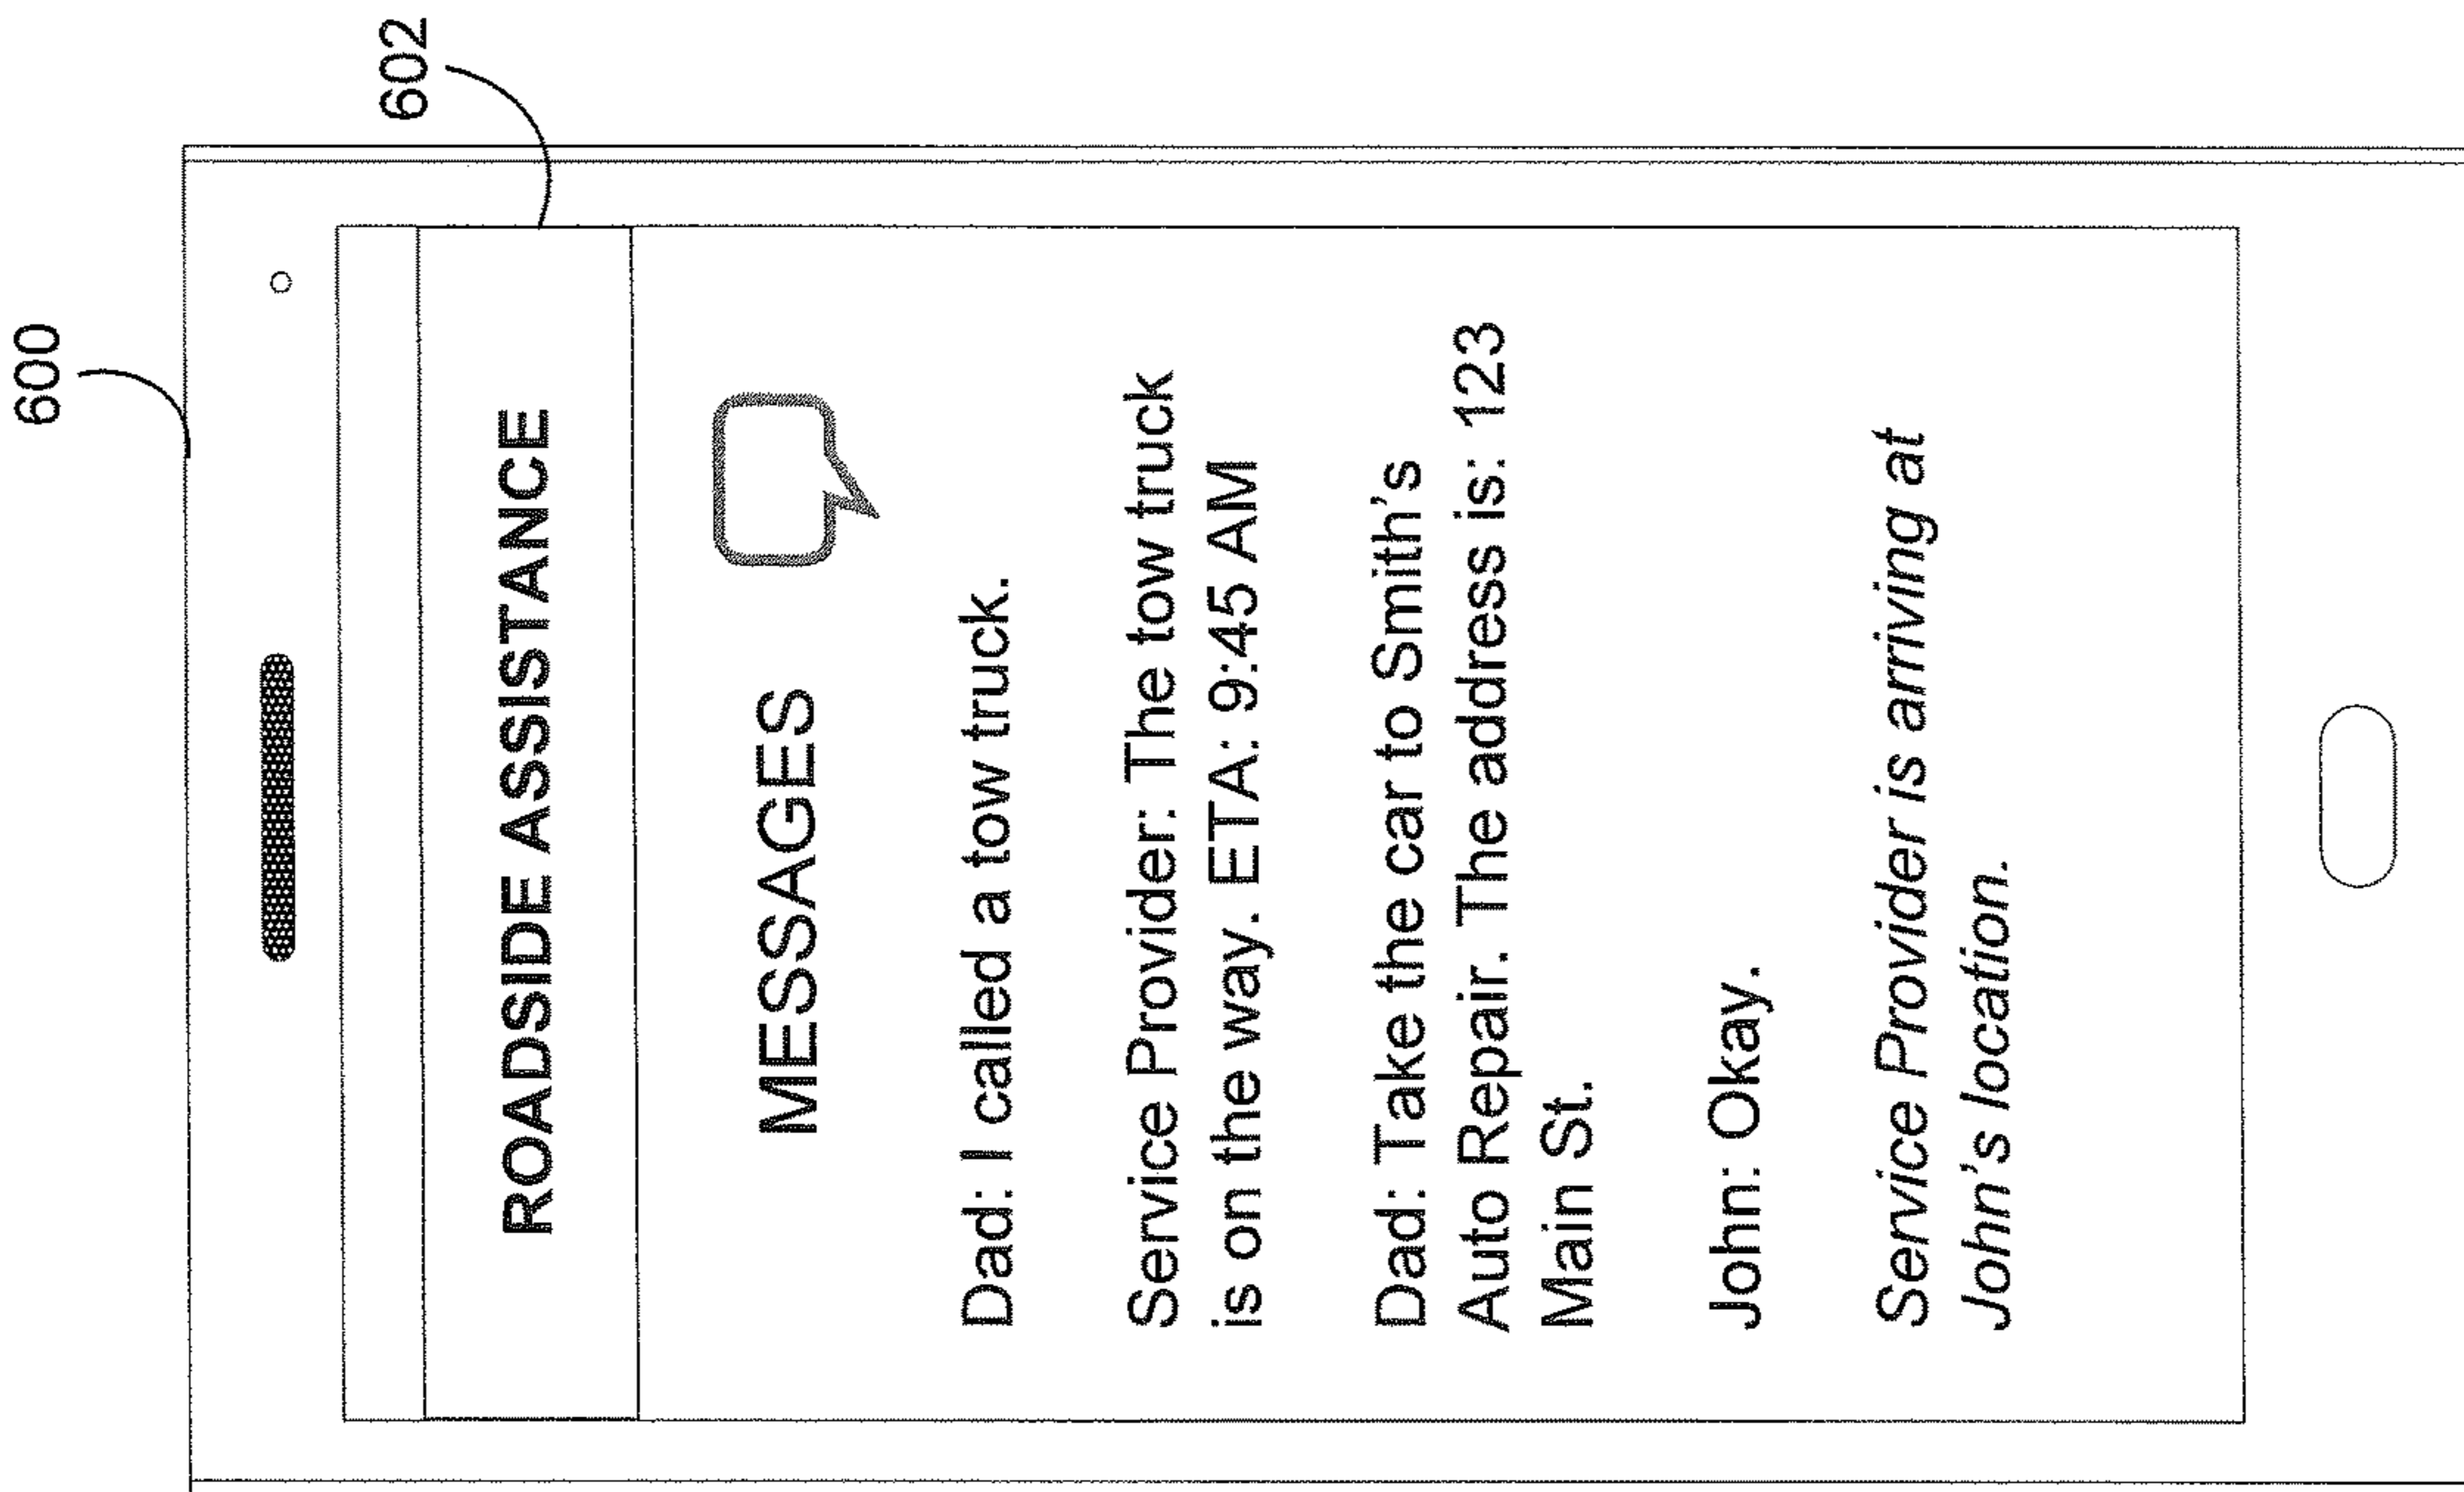 600
602
ROADSIDE ASSISTANCE
MESSAGES
Dad: I called a tow truck.
Service Provider: The tow truck
is on the way. ETA: 9:45 AM
Dad: Take the car to Smith's
Auto Repair. The address is: 123
Main St.
John: Okay.
Service Provider is arriving at
John's location.